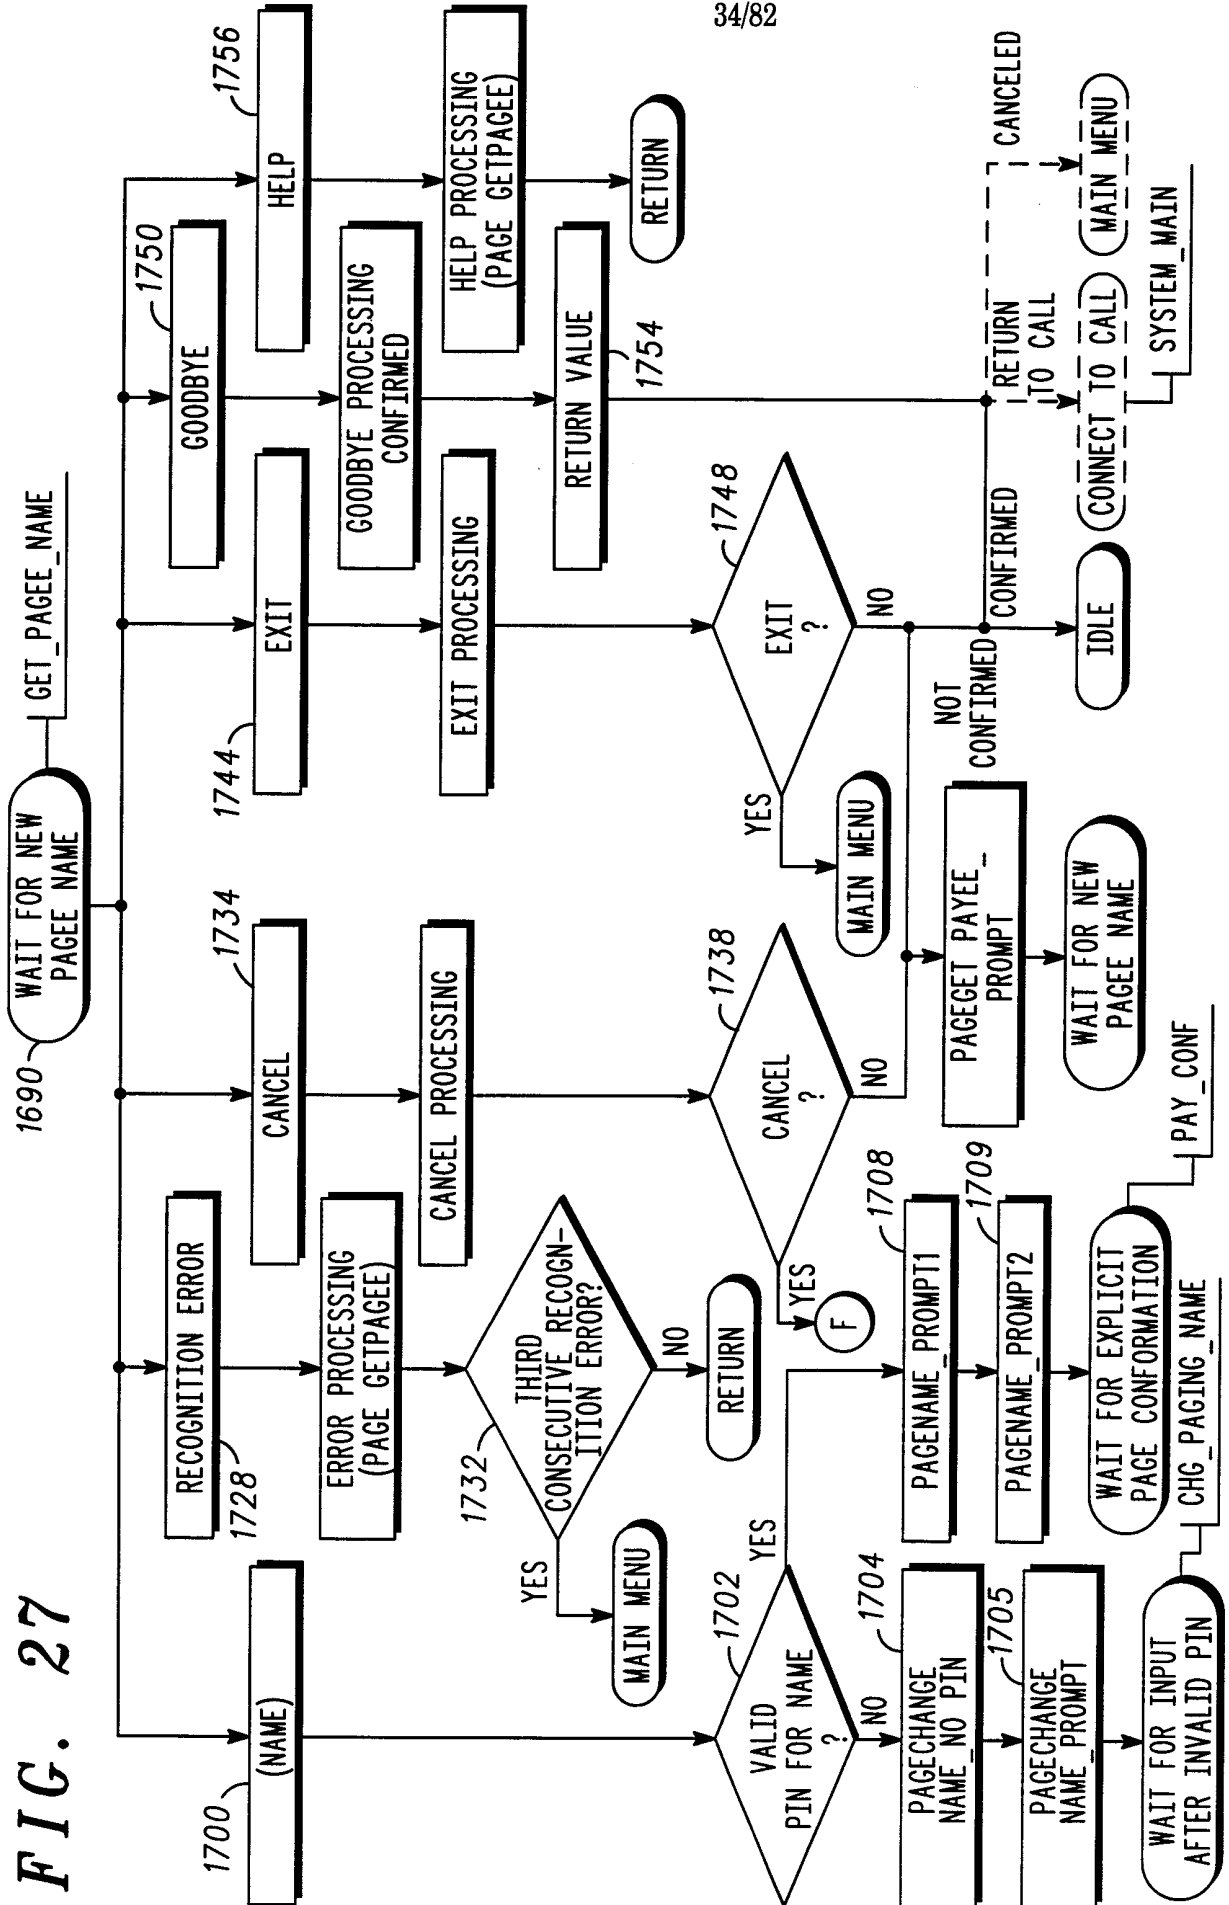 34/82
FIG. 27
1690
WAIT FOR NEW
PAGEE NAME
GET_PAGEE_NAME
1700
(NAME)
1702
VALID
PIN FOR NAME
?
YES
NO
1704
PAGECHANGE
NAME_NO PIN
1705
PAGECHANGE
NAME_PROMPT
WAIT FOR INPUT
AFTER INVALID PIN
CHG_PAGING_NAME
1708
PAGENAME_PROMPT1
1709
PAGENAME_PROMPT2
WAIT FOR EXPLICIT
PAGE CONFORMATION
PAY_CONF
RECOGNITION ERROR
1728
ERROR PROCESSING
(PAGE GETPAGEE)
1732
THIRD
CONSECUTIVE RECOGN-
ITION ERROR?
YES
NO
MAIN MENU
RETURN
1734
CANCEL
CANCEL PROCESSING
1738
CANCEL
?
YES
NO
F
PAGEGET PAYEE_
PROMPT
WAIT FOR NEW
PAGEE NAME
1744
EXIT
EXIT PROCESSING
1748
EXIT
?
YES
NO
MAIN MENU
NOT
CONFIRMED
CONFIRMED
IDLE
1750
GOODBYE
GOODBYE PROCESSING
CONFIRMED
RETURN VALUE
1754
RETURN
TO CALL
CONNECT TO CALL
SYSTEM_MAIN
CANCELED
MAIN MENU
1756
HELP
HELP PROCESSING
(PAGE GETPAGEE)
RETURN